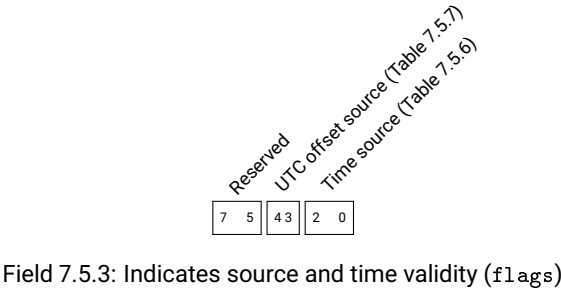 Reserved
UTC offset source (Table 7.5.7)
Time source (Table 7.5.6)
7 5 4 3 2 0
Field 7.5.3: Indicates source and time validity (flags)